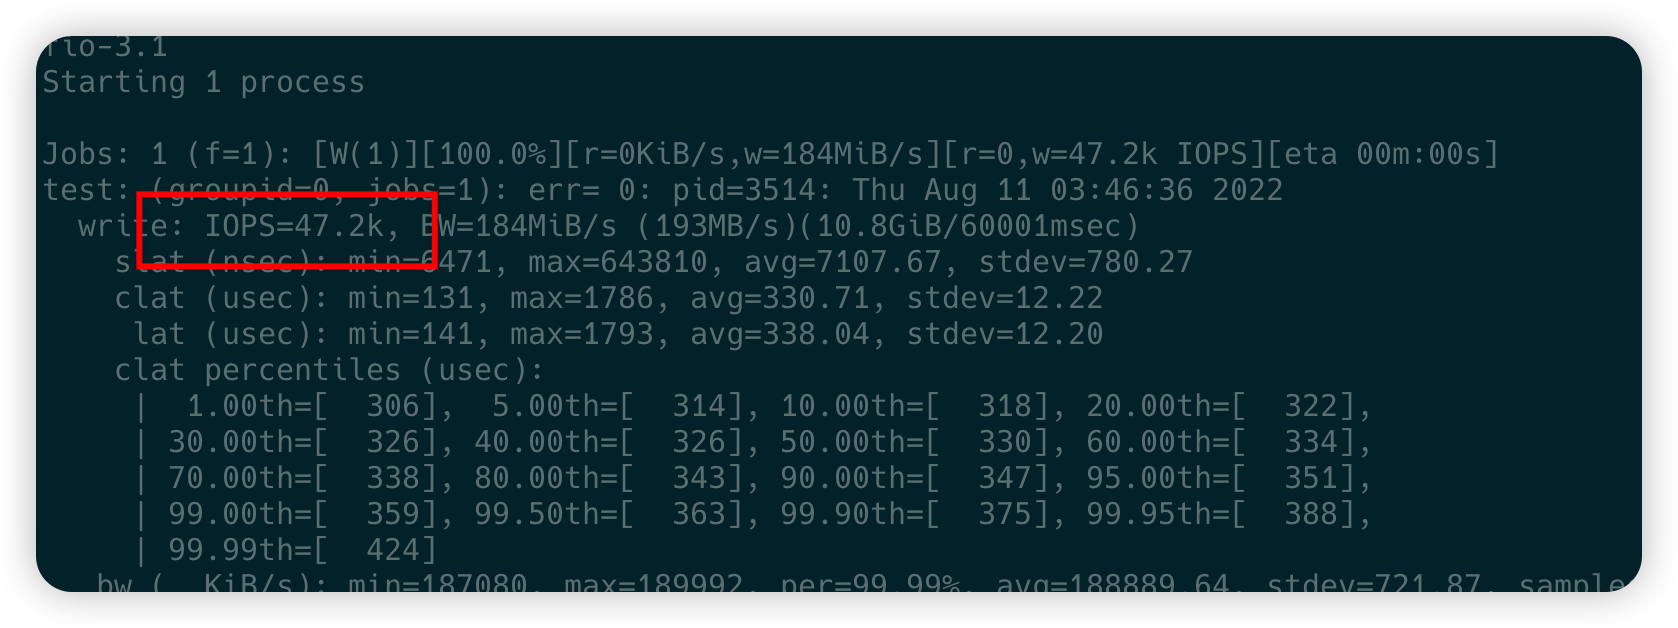 fio-3.1
Starting 1 process
Jobs: 1 (f=1): [W(1)][100.0%][r=0KiB/s,w=184MiB/s][r=0,w=47.2k IOPS][eta 00m:00s]
test: (groupid=0, jobs=1): err= 0: pid=3514: Thu Aug 11 03:46:36 2022
  write: IOPS=47.2k, BW=184MiB/s (193MB/s)(10.8GiB/60001msec)
    slat (nsec): min=6471, max=643810, avg=7107.67, stdev=780.27
    clat (usec): min=131, max=1786, avg=330.71, stdev=12.22
     lat (usec): min=141, max=1793, avg=338.04, stdev=12.20
    clat percentiles (usec):
     |  1.00th=[  306],  5.00th=[  314], 10.00th=[  318], 20.00th=[  322],
     | 30.00th=[  326], 40.00th=[  326], 50.00th=[  330], 60.00th=[  334],
     | 70.00th=[  338], 80.00th=[  343], 90.00th=[  347], 95.00th=[  351],
     | 99.00th=[  359], 99.50th=[  363], 99.90th=[  375], 99.95th=[  388],
     | 99.99th=[  424]
   bw (  KiB/s): min=187080, max=189992, per=99.99%, avg=188889.64, stdev=721.87, sample